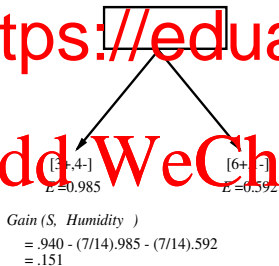 tps://edua
[3+,4-] [6+,1-]
dd WeCh
E =0.985 E =0.592
Gain (S, Humidity )
= .940 - (7/14).985 - (7/14).592
= .151